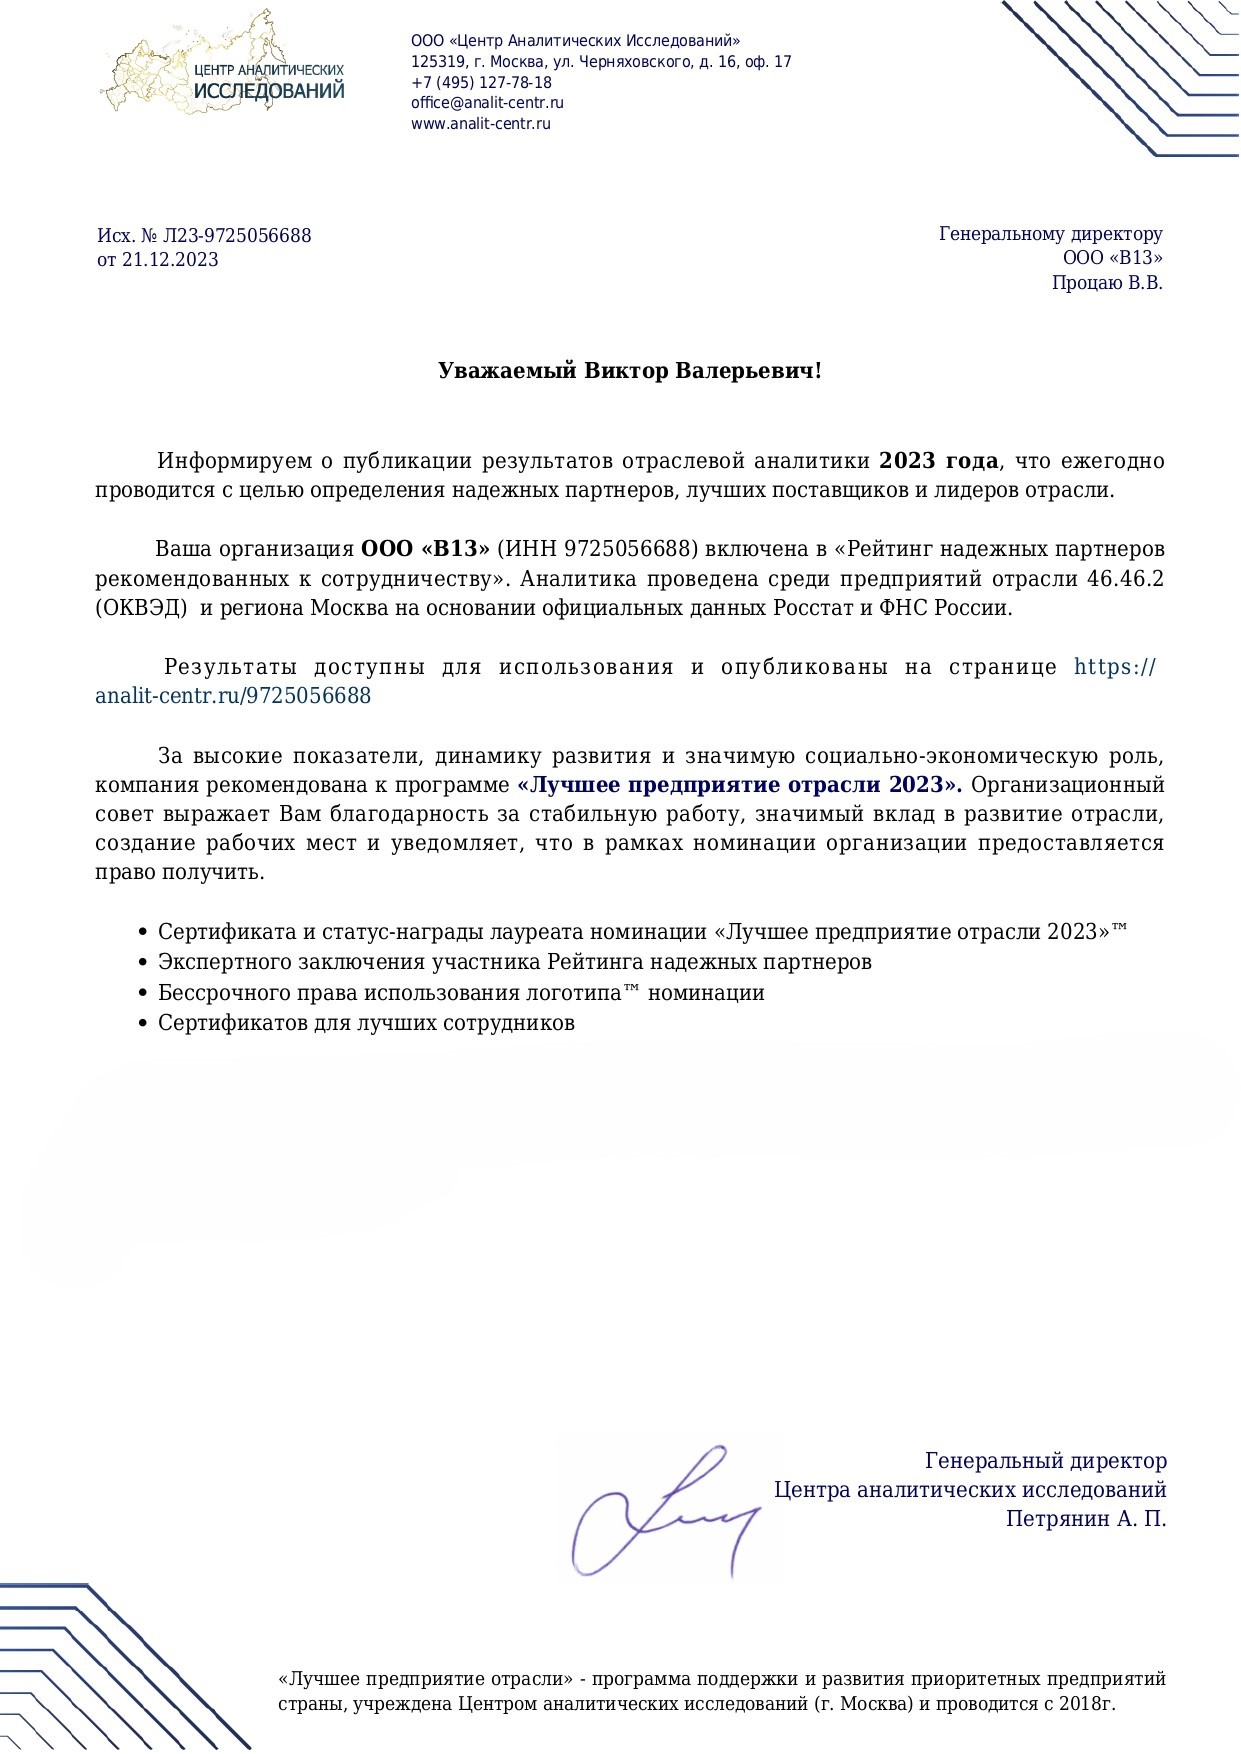 ЦЕНТР АНАЛИТИЧЕСКИХ
ИССЛЕДОВАНИЙ
ООО «Центр Аналитических Исследований»
125319, г. Москва, ул. Черняховского, д. 16, оф. 17
+7 (495) 127-78-18
office@analit-centr.ru
www.analit-centr.ru
Исх. № Л23-9725056688
от 21.12.2023
Генеральному директору
ООО «В13»
Процаю В.В.
Уважаемый Виктор Валерьевич!
Информируем о публикации результатов отраслевой аналитики 2023 года, что ежегодно
проводится с целью определения надежных партнеров, лучших поставщиков и лидеров отрасли.
Ваша организация ООО «В13» (ИНН 9725056688) включена в «Рейтинг надежных партнеров
рекомендованных к сотрудничеству». Аналитика проведена среди предприятий отрасли 46.46.2
(ОКВЭД) и региона Москва на основании официальных данных Росстат и ФНС России.
Результаты доступны для использования и опубликованы на странице https://
analit-centr.ru/9725056688
За высокие показатели, динамику развития и значимую социально-экономическую роль,
компания рекомендована к программе «Лучшее предприятие отрасли 2023». Организационный
совет выражает Вам благодарность за стабильную работу, значимый вклад в развитие отрасли,
создание рабочих мест и уведомляет, что в рамках номинации организации предоставляется
право получить.
• Сертификата и статус-награды лауреата номинации «Лучшее предприятие отрасли 2023»™
• Экспертного заключения участника Рейтинга надежных партнеров
• Бессрочного права использования логотипа™ номинации
• Сертификатов для лучших сотрудников
Генеральный директор
Центра аналитических исследований
Петрянин А. П.
«Лучшее предприятие отрасли» - программа поддержки и развития приоритетных предприятий
страны, учреждена Центром аналитических исследований (г. Москва) и проводится с 2018г.